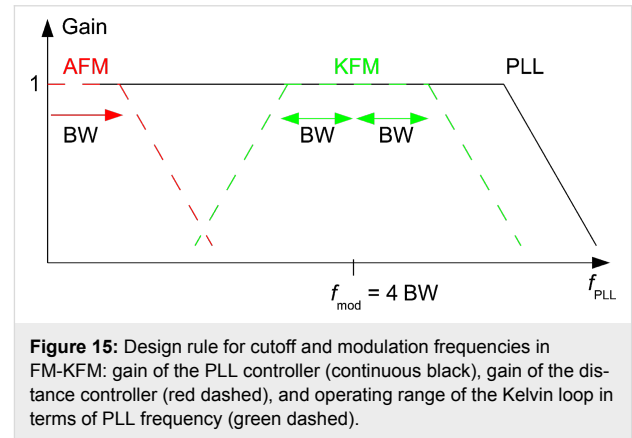 Gain
AFM
KFM
PLL
1
BW
BW
BW
f_mod = 4 BW
f_PLL
Figure 15: Design rule for cutoff and modulation frequencies in
FM-KFM: gain of the PLL controller (continuous black), gain of the dis-
tance controller (red dashed), and operating range of the Kelvin loop in
terms of PLL frequency (green dashed).